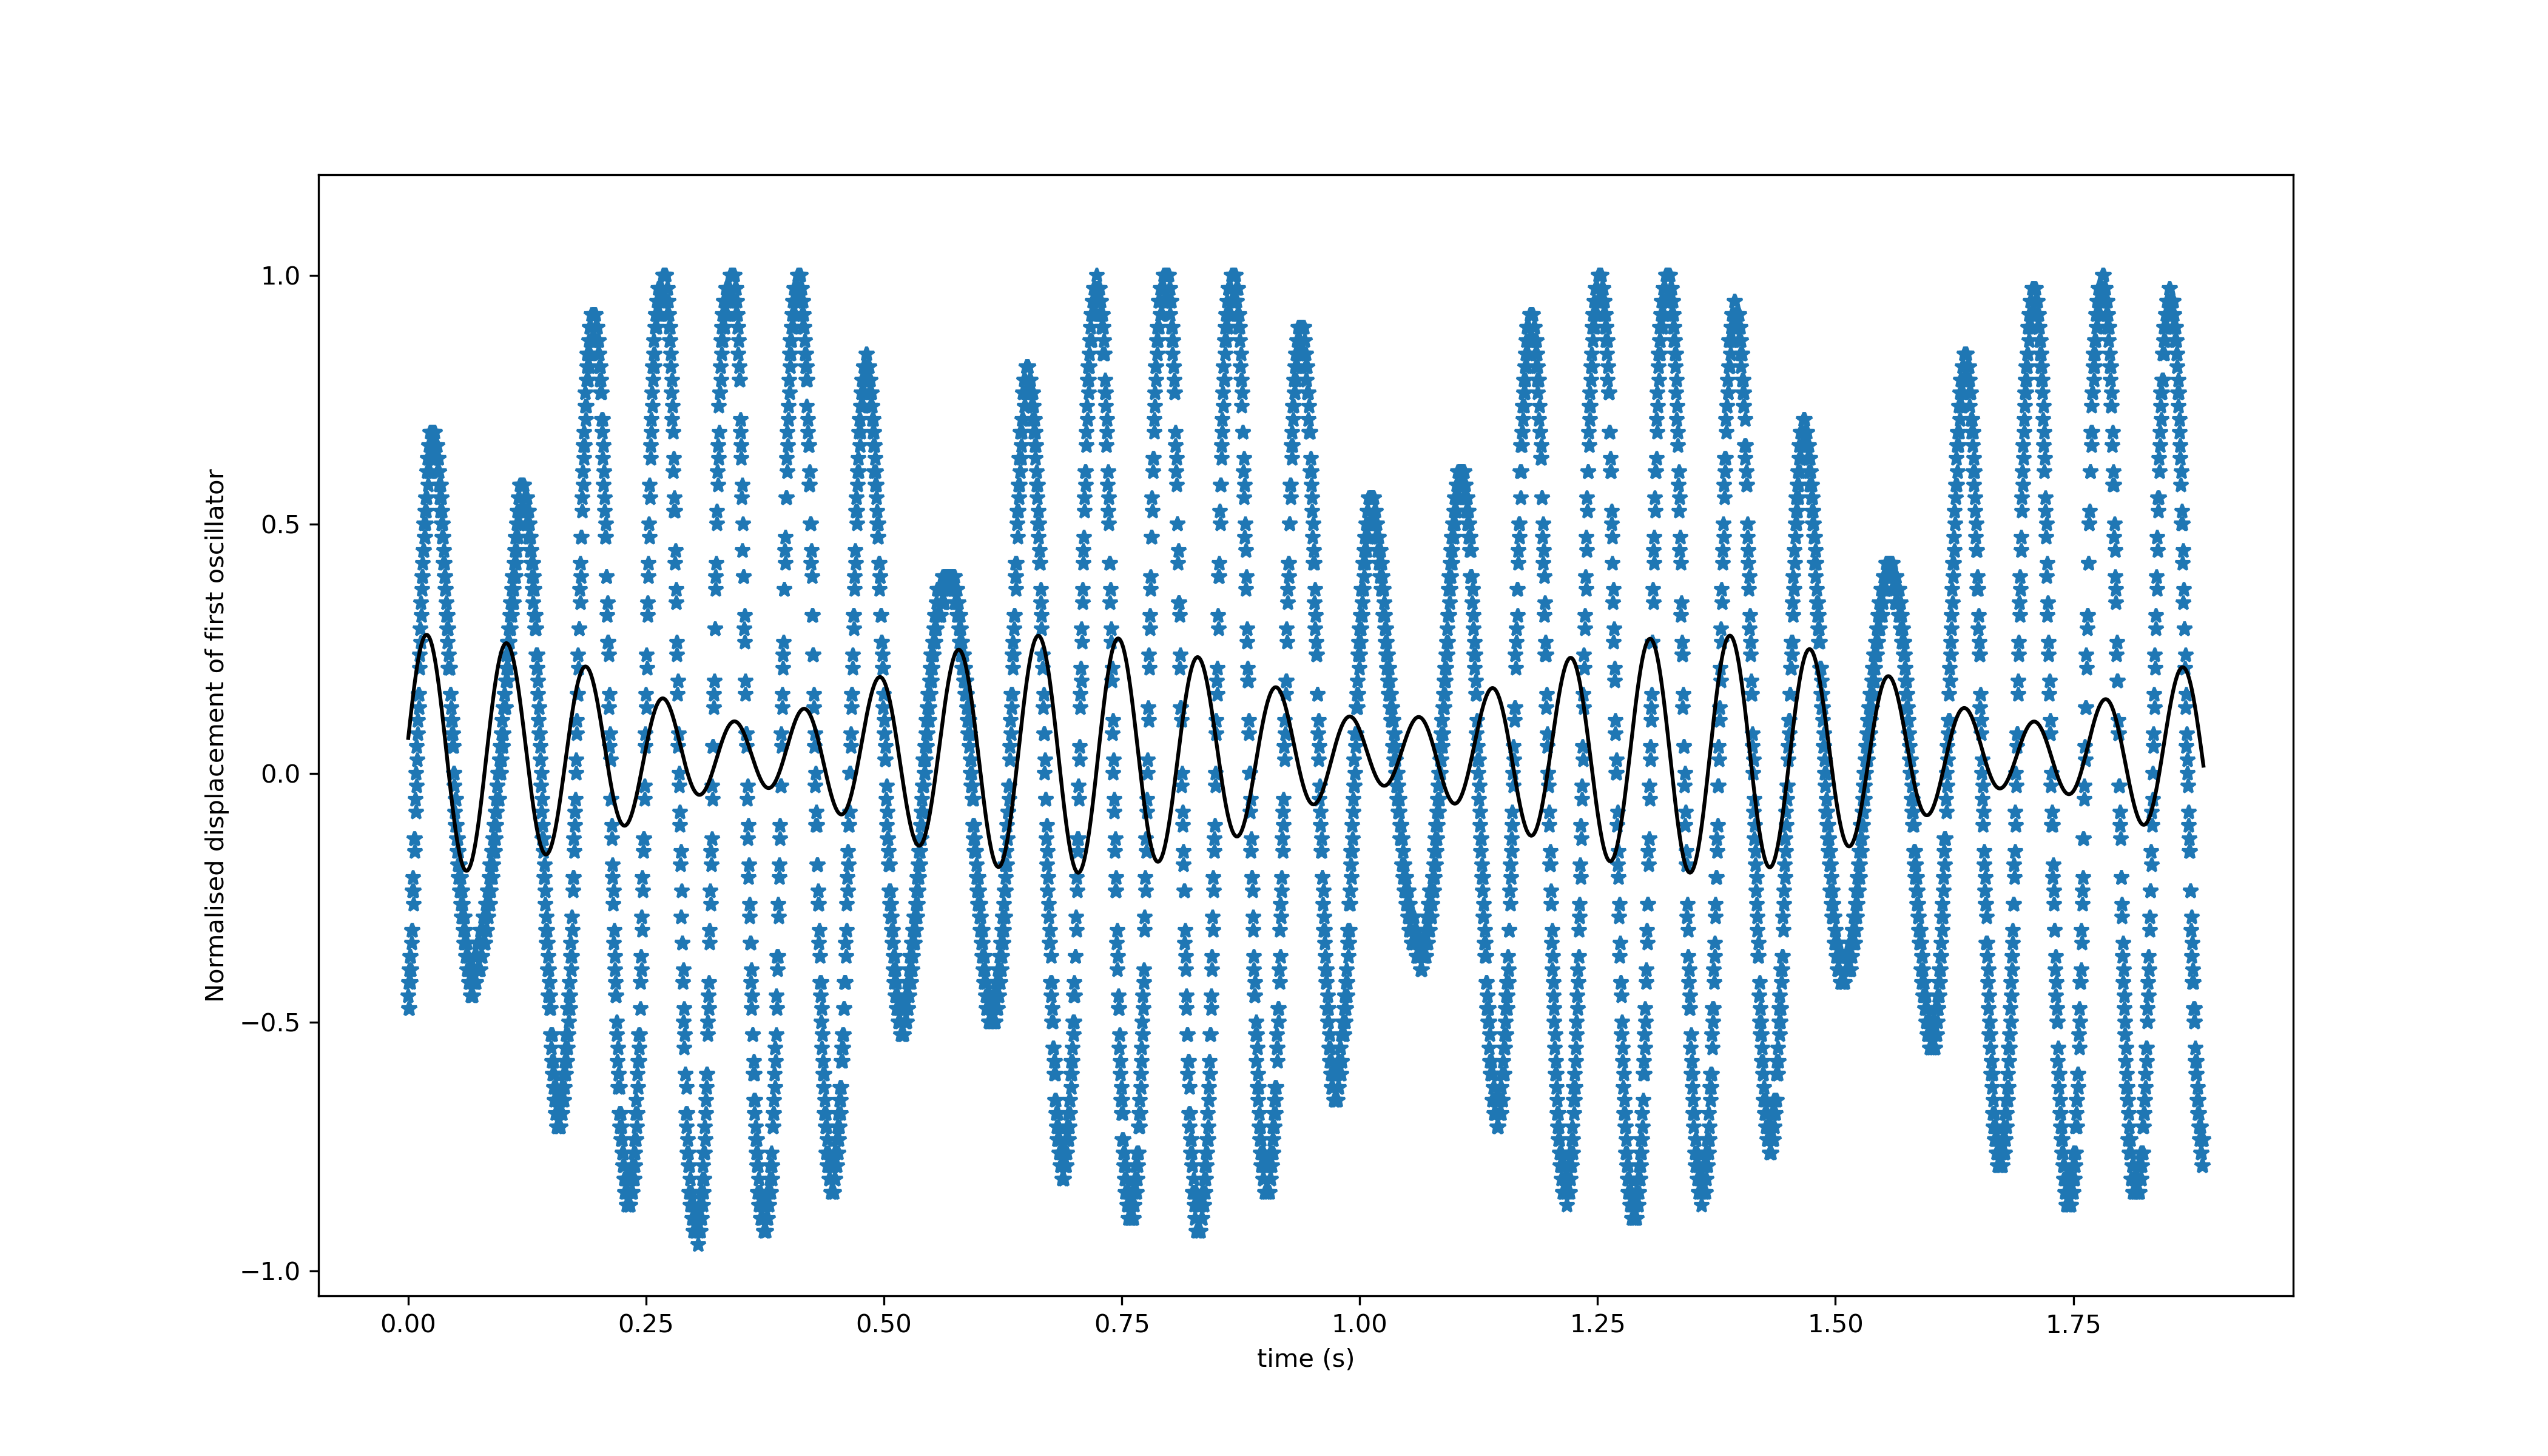 1.0
0.5
0.0
−0.5
−1.0
Normalised displacement of first oscillator
0.00 0.25 0.50 0.75 1.00 1.25 1.50 1.75
time (s)